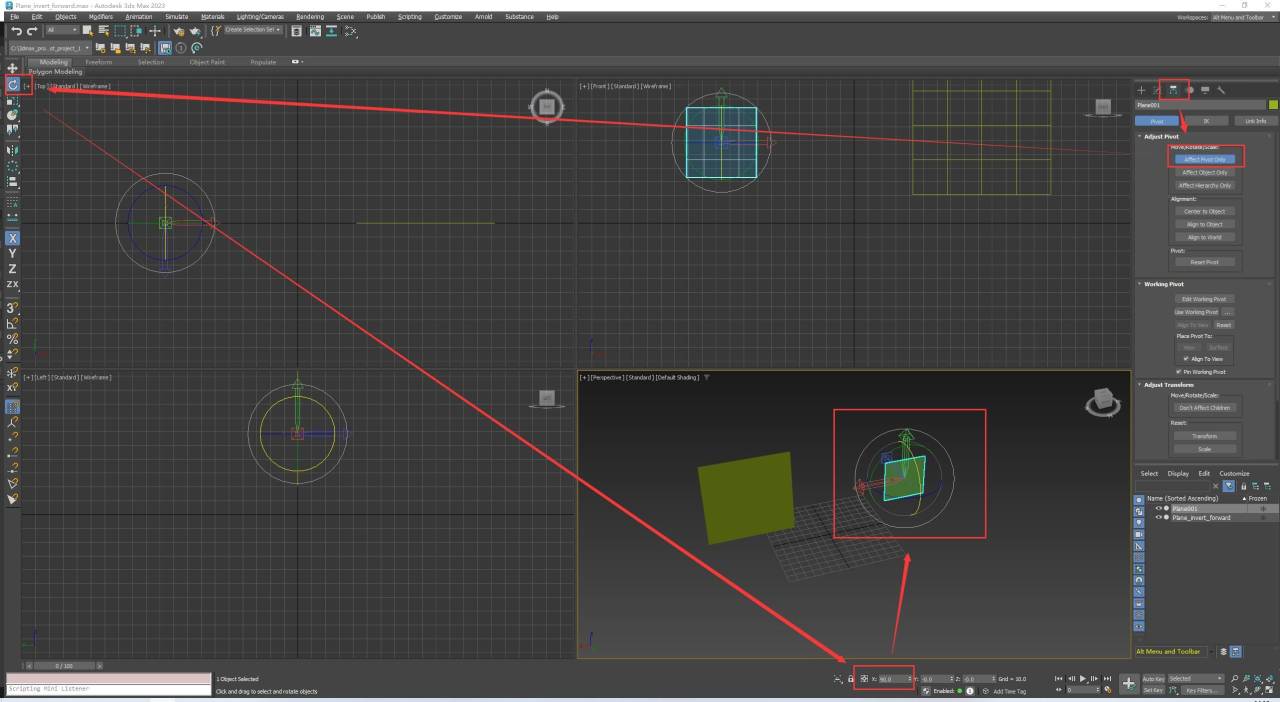 Plane_invert_forward.max - Autodesk 3ds Max 2023
File Edit Objects Modifiers Animation Simulate Materials Lighting/Cameras Rendering Scene Publish Scripting Customize Arnold Substance Help
Workspaces: Alt Menu and Toolbar
All
Create Selection Set
C:\3dmax_pro..st_project_1
Modeling Freeform Selection Object Paint Populate
Polygon Modeling
[+] [Top] [Standard] [Wireframe]
[+] [Front] [Standard] [Wireframe]
[+] [Left] [Standard] [Wireframe]
[+] [Perspective] [Standard] [Default Shading]
X
Y
Z
ZX
Plane001
Pivot IK Link Info
Adjust Pivot
Move/Rotate/Scale:
Affect Pivot Only
Affect Object Only
Affect Hierarchy Only
Alignment:
Center to Object
Align to Object
Align to World
Pivot:
Reset Pivot
Working Pivot
Edit Working Pivot
Use Working Pivot ...
Align To View Reset
Place Pivot To:
View Surface
Align To View
Pin Working Pivot
Adjust Transform
Move/Rotate/Scale:
Don't Affect Children
Reset:
Transform
Scale
Select Display Edit Customize
Name (Sorted Ascending) Frozen
Plane001
Plane_invert_forward
Alt Menu and Toolbar
0 / 100
Scripting Mini Listener
1 Object Selected
Click and drag to select and rotate objects
X: 90.0 Y: -0.0 Z: -0.0 Grid = 10.0
Enabled: Add Time Tag
0
Auto Key Selected
Set Key Key Filters...